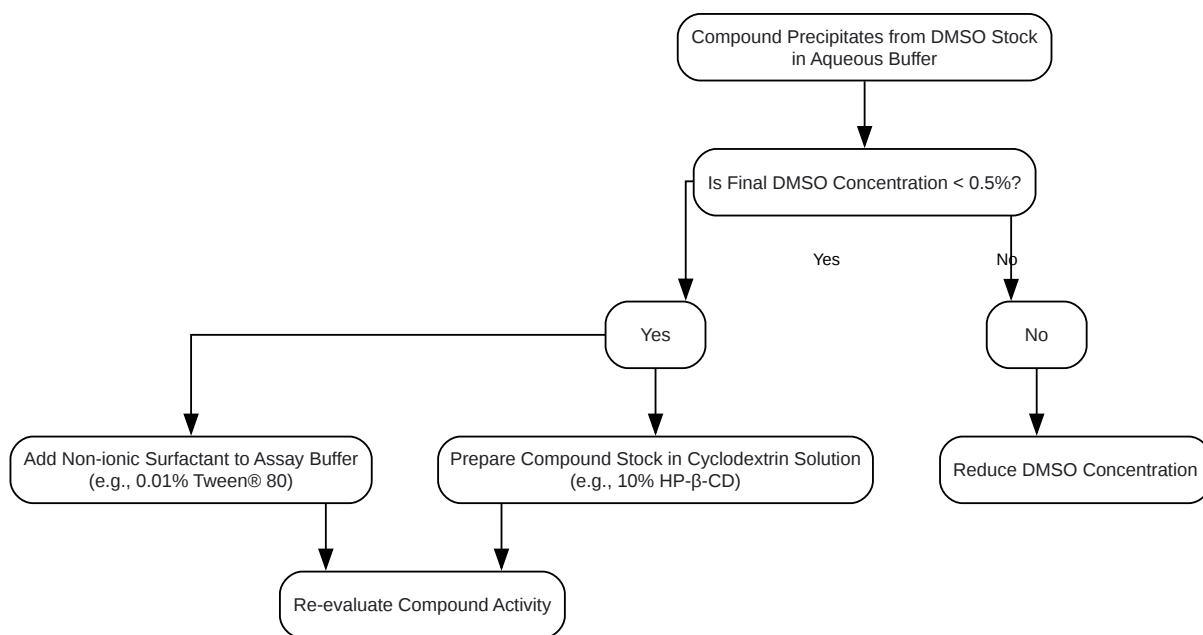 Compound Precipitates from DMSO Stock
in Aqueous Buffer
Is Final DMSO Concentration < 0.5%?
Yes
No
Yes
No
Add Non-ionic Surfactant to Assay Buffer
(e.g., 0.01% Tween® 80)
Prepare Compound Stock in Cyclodextrin Solution
(e.g., 10% HP-β-CD)
Reduce DMSO Concentration
Re-evaluate Compound Activity